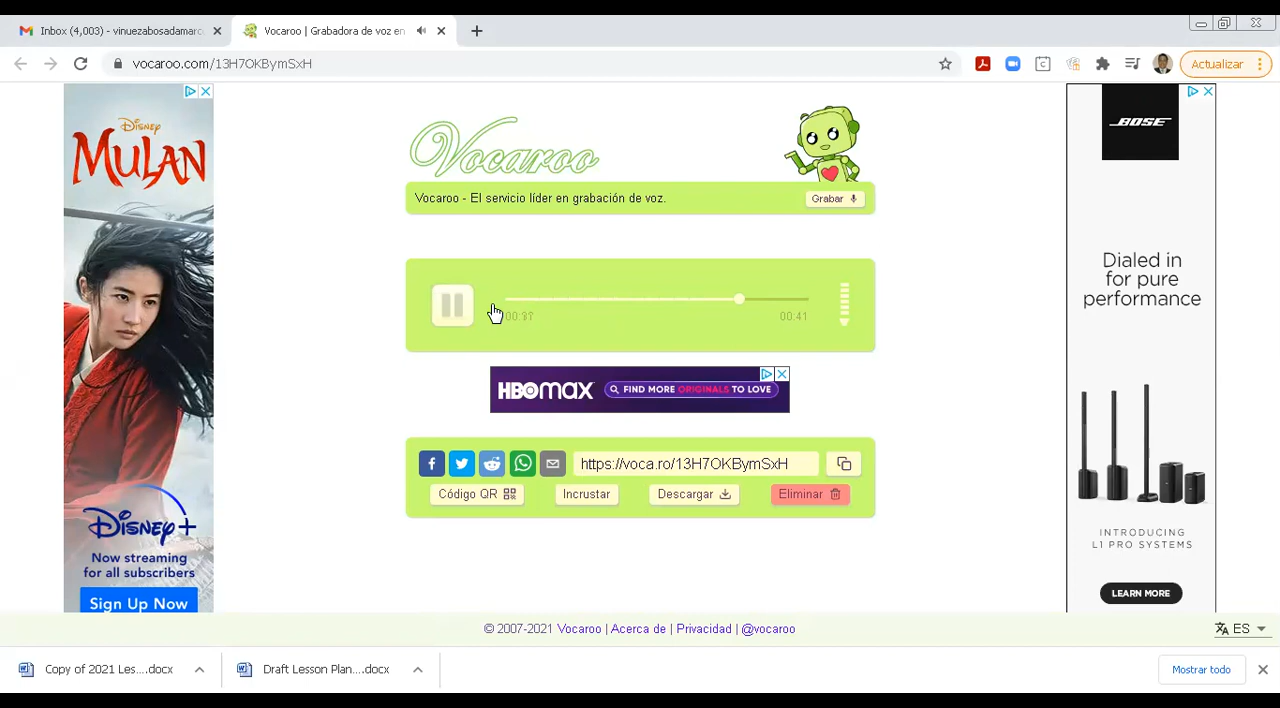 Inbox (4,003) - vinuezabosadamarc
Vocaroo | Grabadora de voz en
vocaroo.com/13H7OKBymSxH
Actualizar
DISNEY
MULAN
Disney+
Now streaming
for all subscribers
Sign Up Now
Vocaroo
Vocaroo - El servicio líder en grabación de voz.
Grabar
00:41
HBOMAX
FIND MORE ORIGINALS TO LOVE
https://voca.ro/13H7OKBymSxH
Código QR
Incrustar
Descargar
Eliminar
BOSE
Dialed in
for pure
performance
INTRODUCING
L1 PRO SYSTEMS
LEARN MORE
© 2007-2021 Vocaroo | Acerca de | Privacidad | @vocaroo
ES
Copy of 2021 Les....docx
Draft Lesson Plan....docx
Mostrar todo